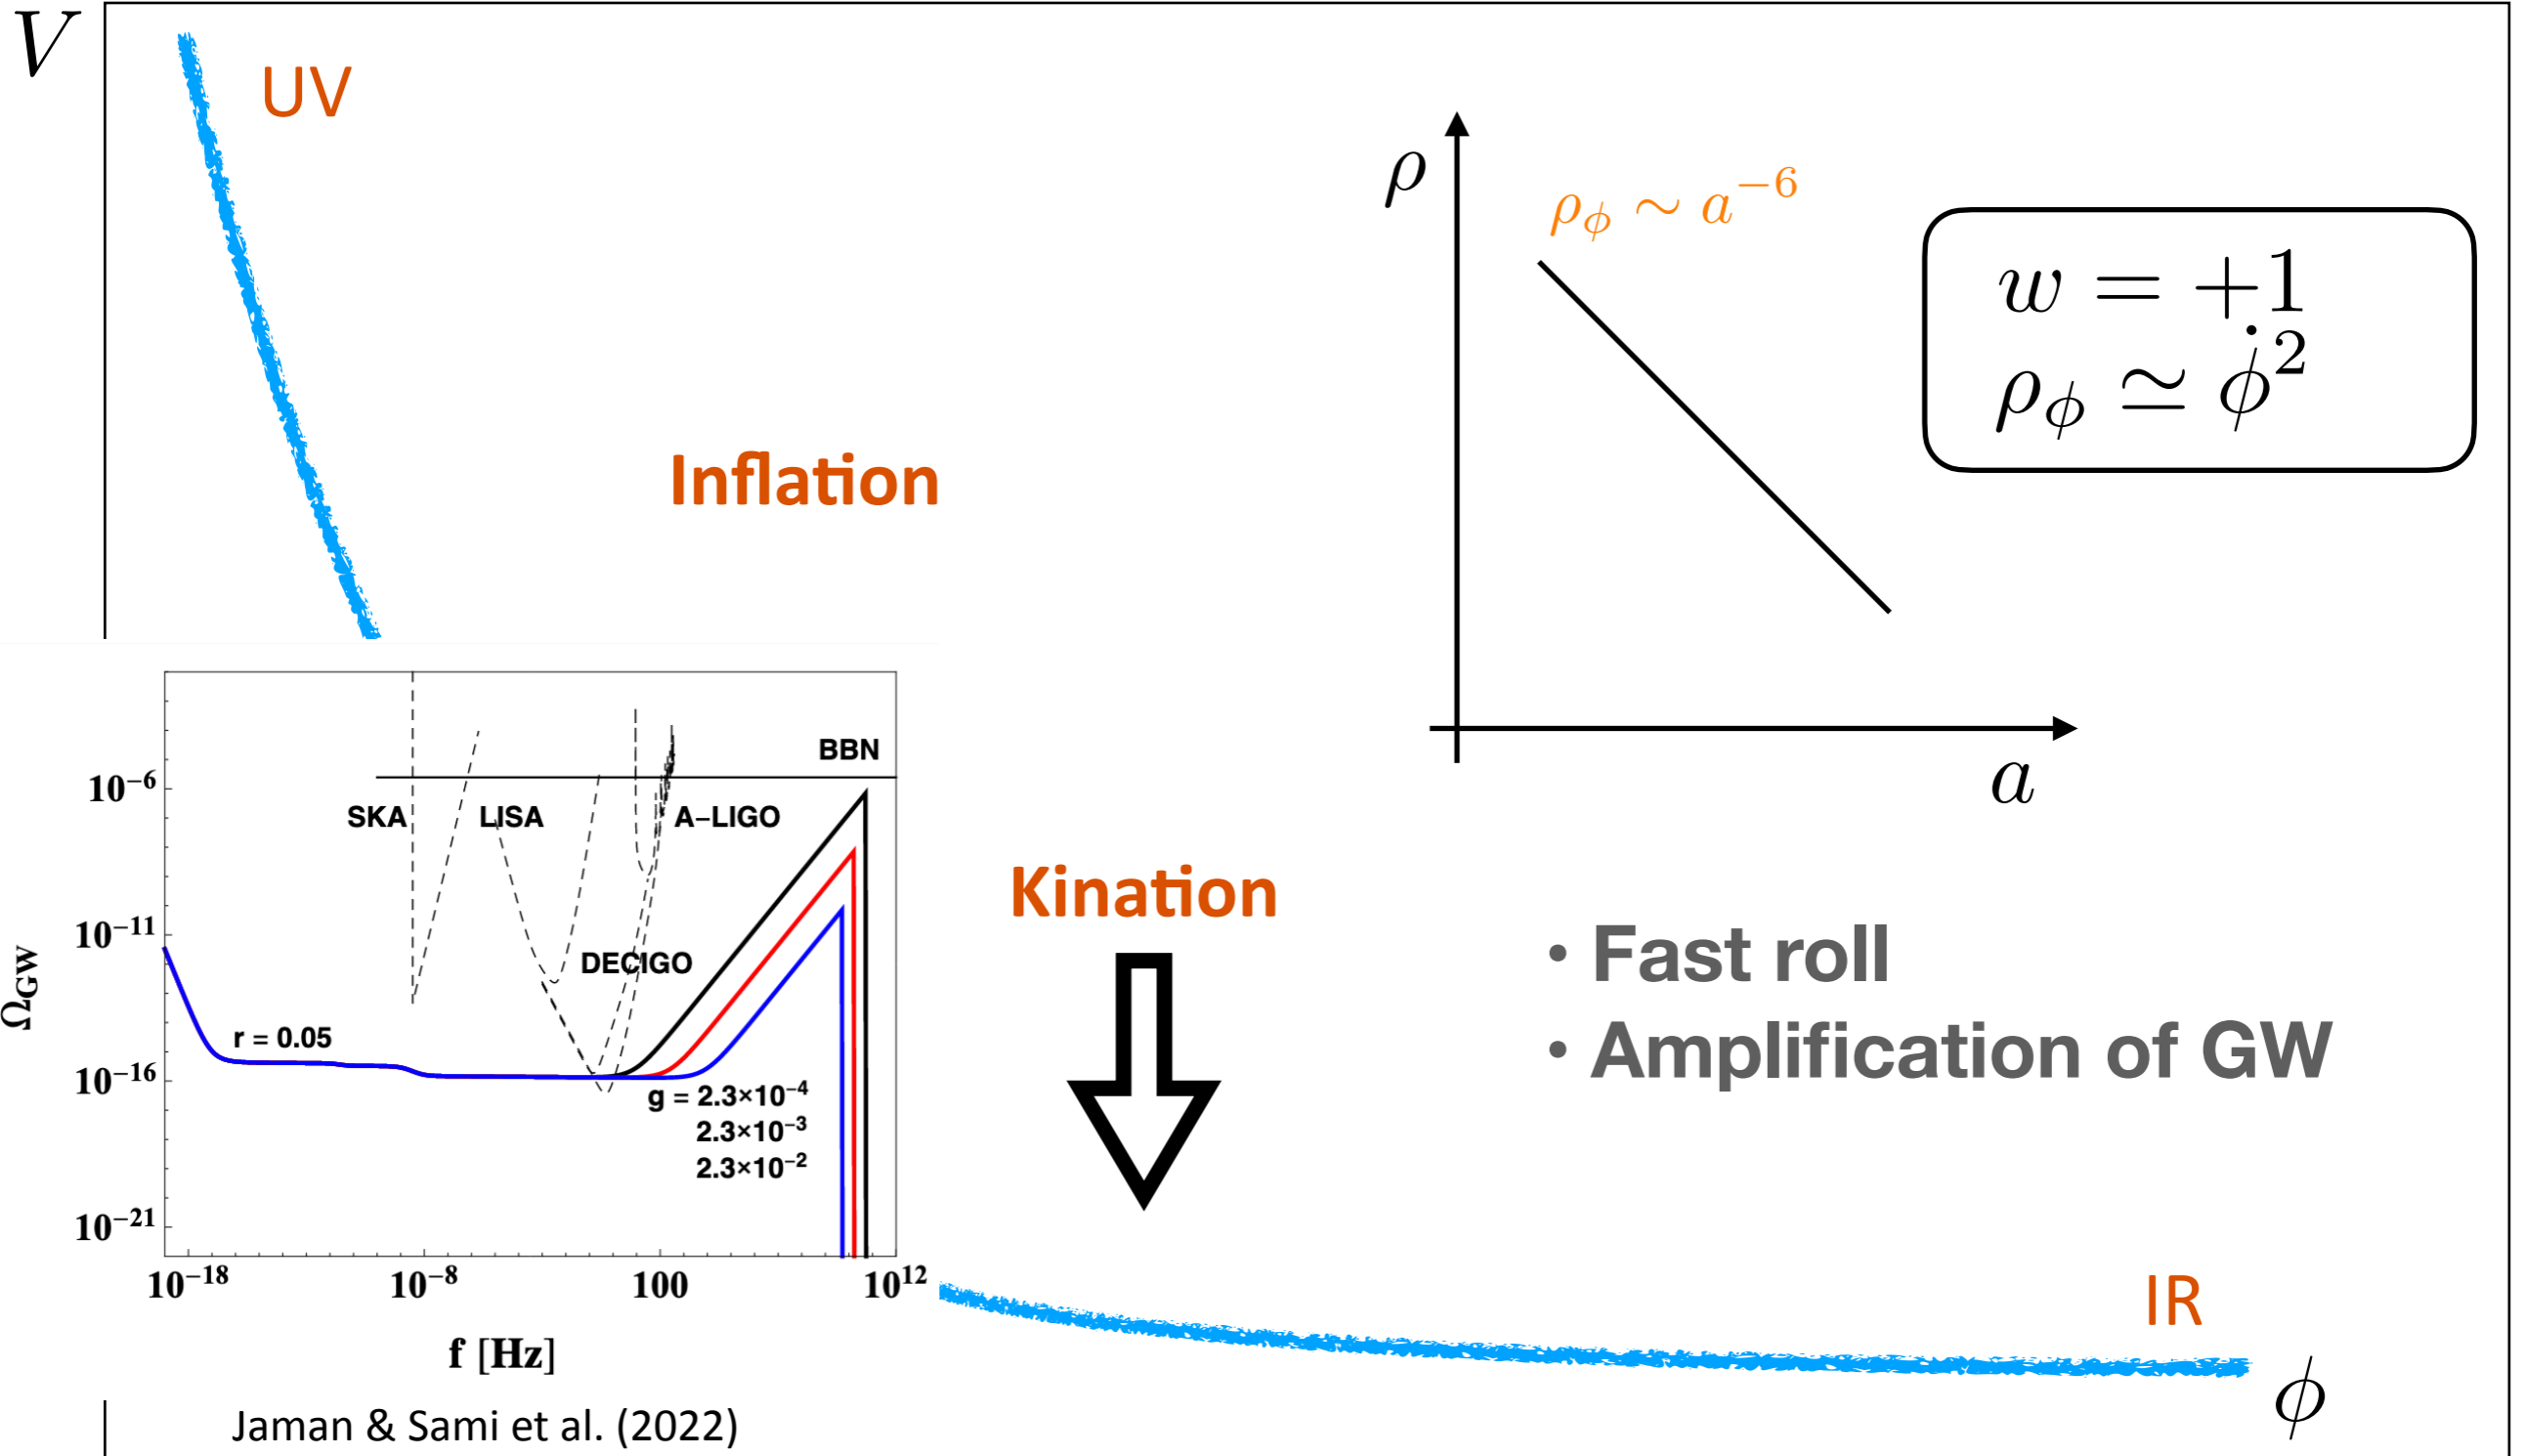 V
UV
ρ
ρ_ϕ ∼ a^{−6}
w = +1
ρ_ϕ ≃ ϕ̇²
Inflation
a
BBN
10⁻⁶
SKA
LISA
A−LIGO
Kination
10⁻¹¹
DECIGO
• Fast roll
Ω_GW
r = 0.05
• Amplification of GW
10⁻¹⁶
g = 2.3×10⁻⁴
2.3×10⁻³
2.3×10⁻²
10⁻²¹
10⁻¹⁸ 10⁻⁸ 100 10¹²
IR
f [Hz]
ϕ
Jaman & Sami et al. (2022)